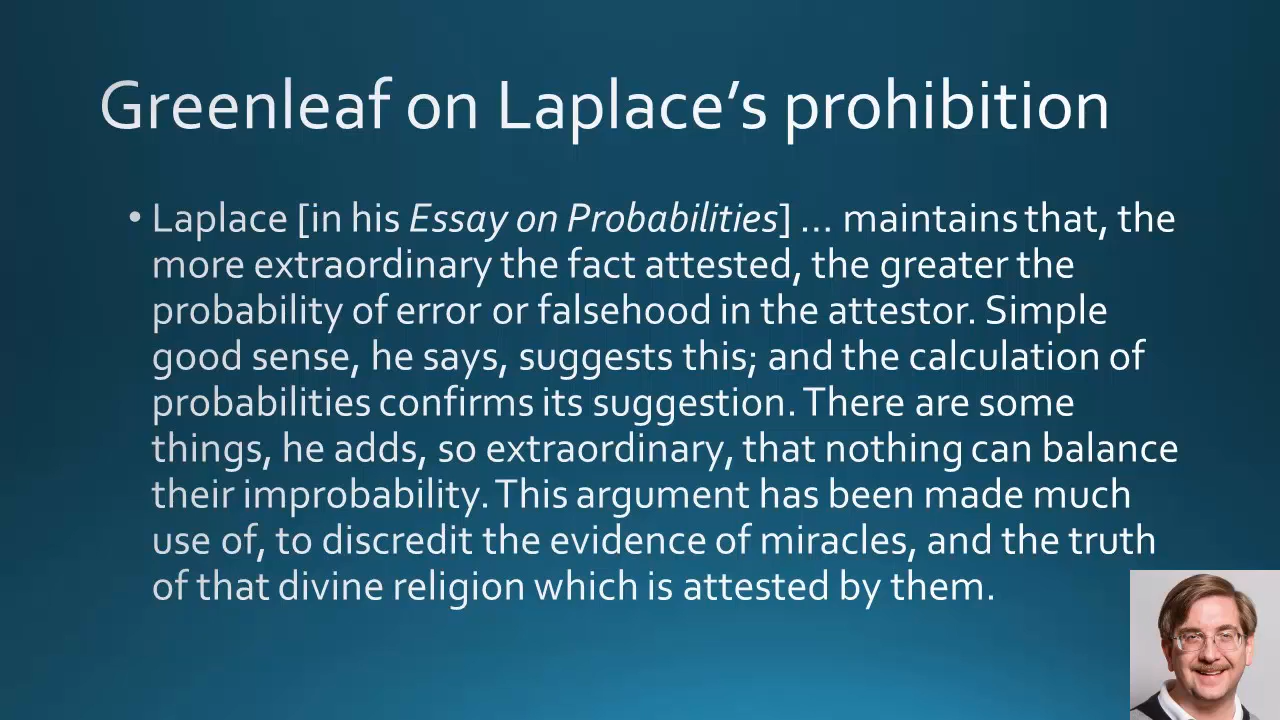 Greenleaf on Laplace’s prohibition
• Laplace [in his Essay on Probabilities] … maintains that, the
more extraordinary the fact attested, the greater the
probability of error or falsehood in the attestor. Simple
good sense, he says, suggests this; and the calculation of
probabilities confirms its suggestion. There are some
things, he adds, so extraordinary, that nothing can balance
their improbability. This argument has been made much
use of, to discredit the evidence of miracles, and the truth
of that divine religion which is attested by them.